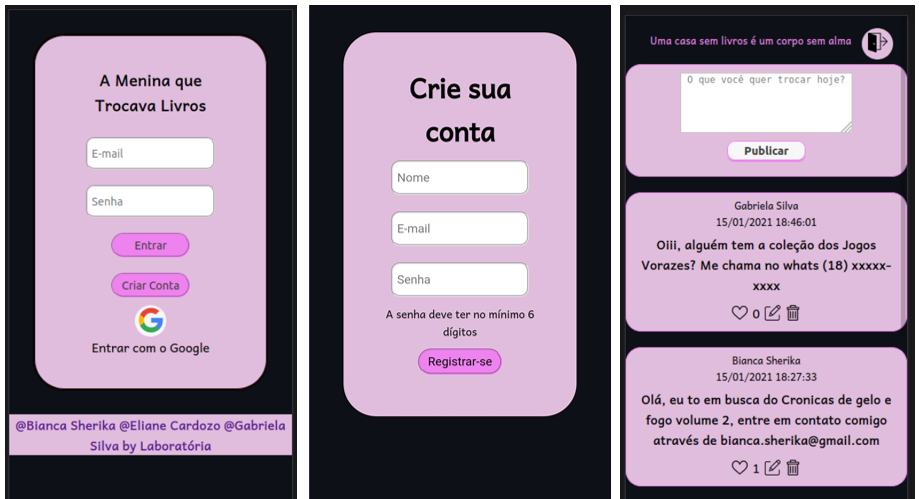 A Menina que
Trocava Livros
E-mail
Senha
Entrar
Criar Conta
Entrar com o Google
@Bianca Sherika @Eliane Cardozo @Gabriela
Silva by Laboratória
Crie sua
conta
Nome
E-mail
Senha
A senha deve ter no mínimo 6
dígitos
Registrar-se
Uma casa sem livros é um corpo sem alma
O que você quer trocar hoje?
Publicar
Gabriela Silva
15/01/2021 18:46:01
Oiii, alguém tem a coleção dos Jogos
Vorazes? Me chama no whats (18) xxxxx-
xxxx
0
Bianca Sherika
15/01/2021 18:27:33
Olá, eu to em busca do Cronicas de gelo e
fogo volume 2, entre em contato comigo
através de bianca.sherika@gmail.com
1